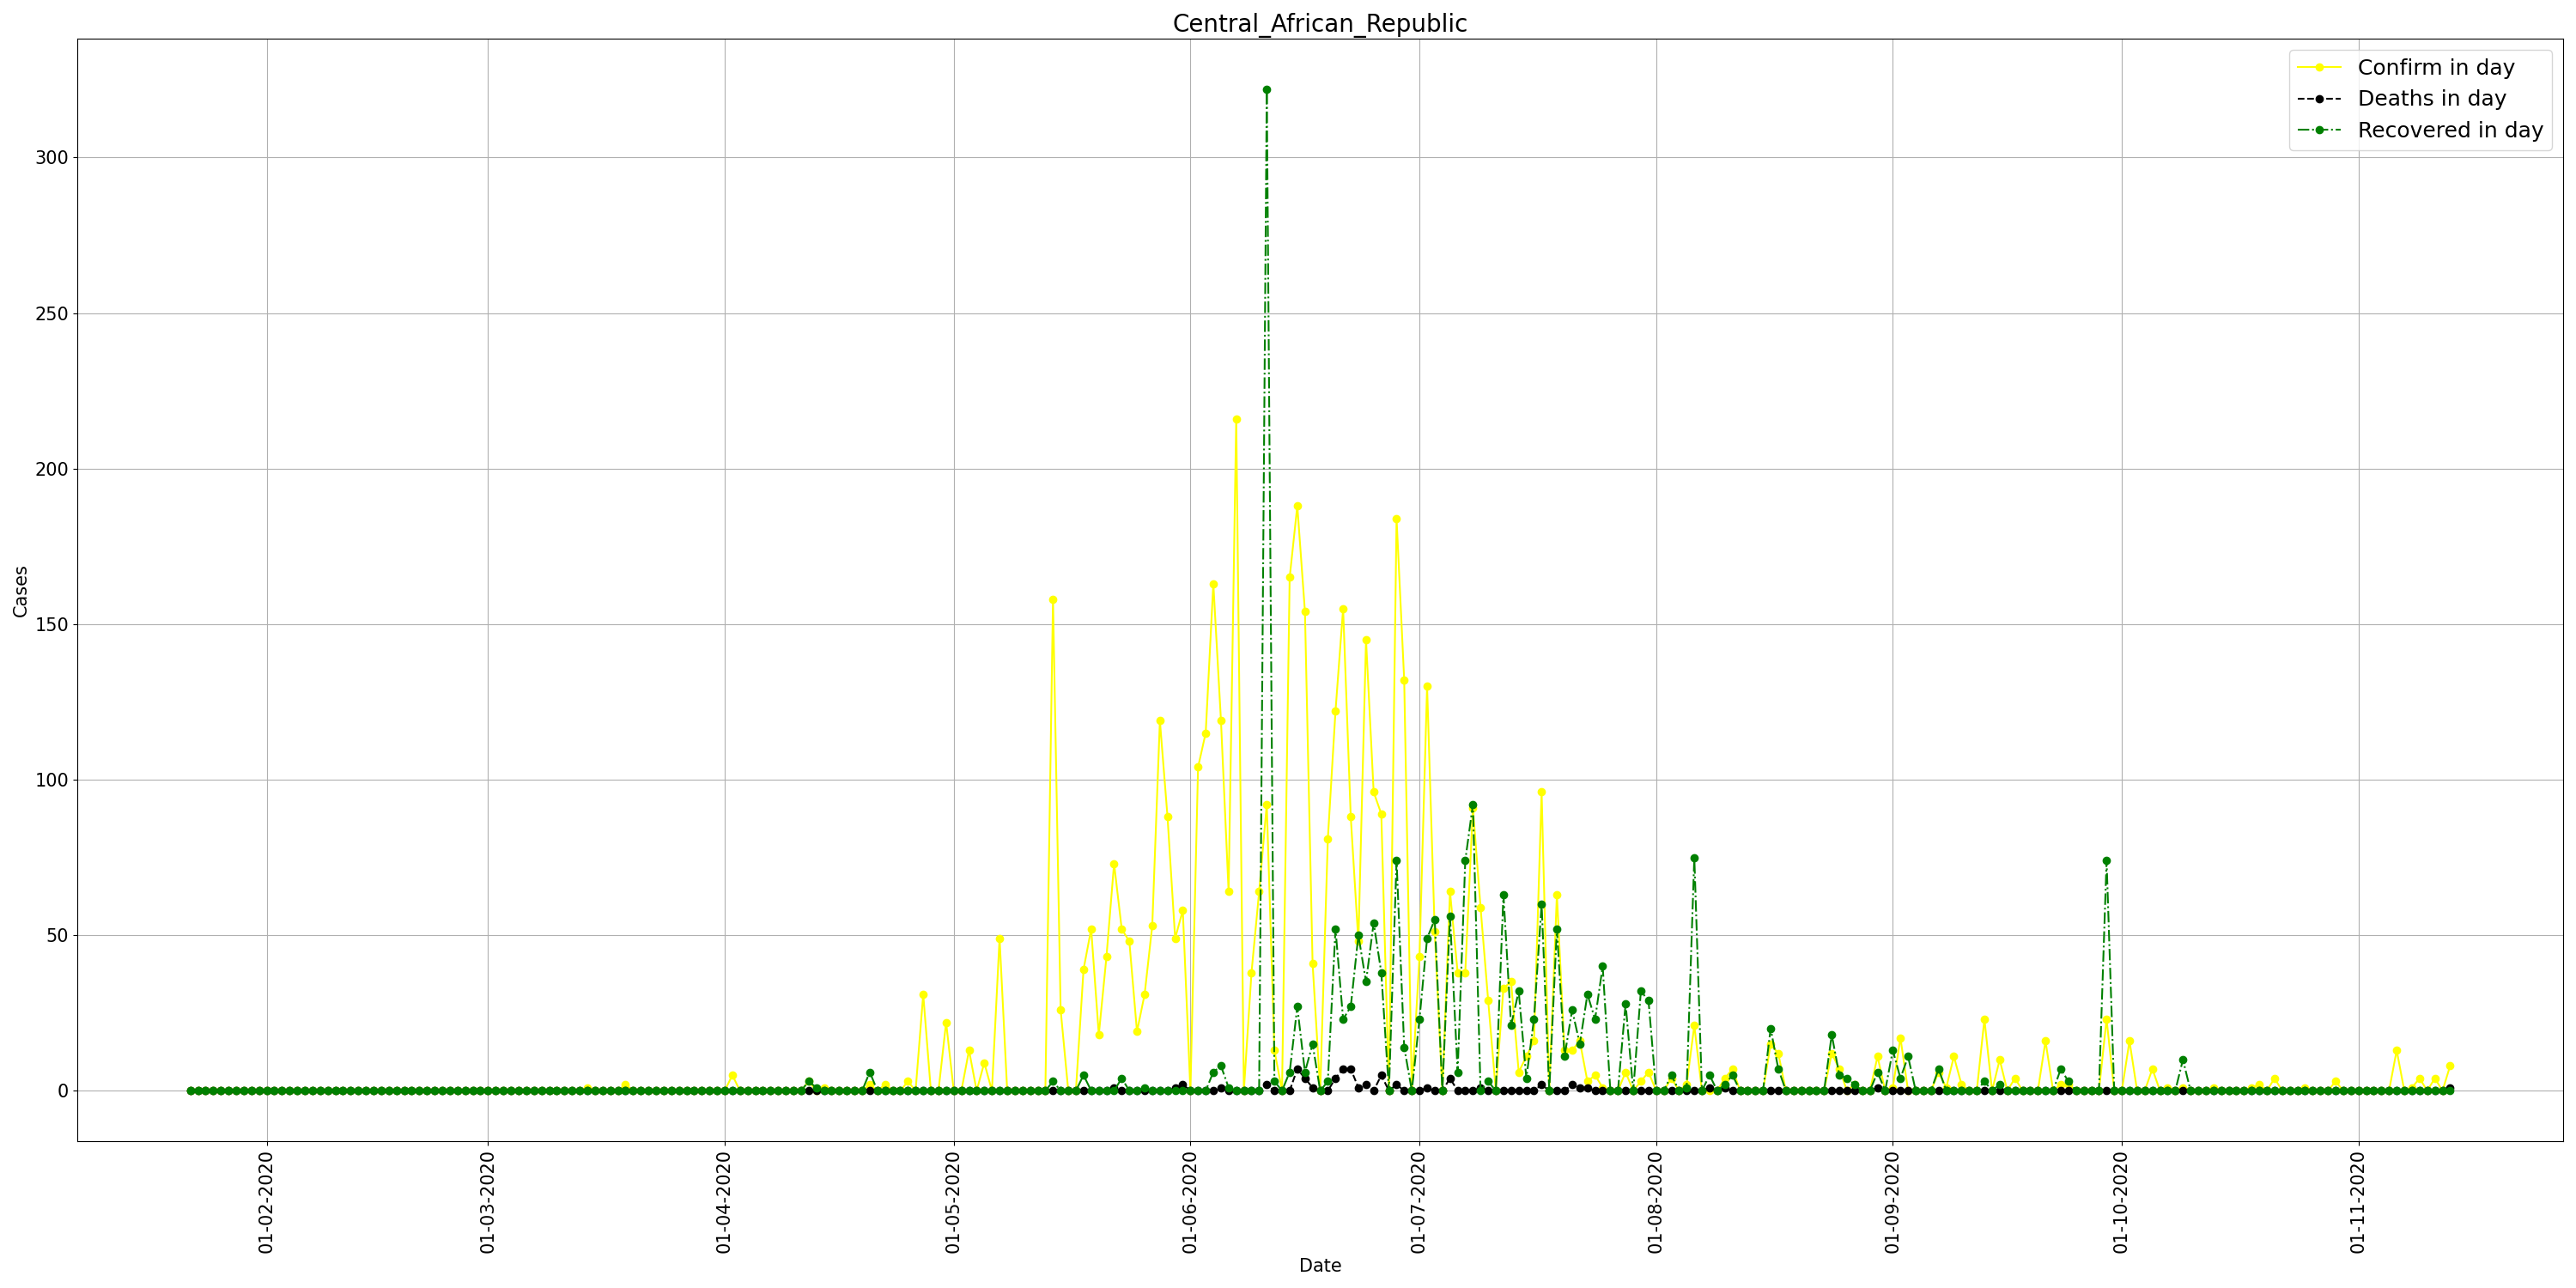 Central_African_Republic
Confirm in day
Deaths in day
Recovered in day
Cases
300
250
200
150
100
50
0
01-02-2020
01-03-2020
01-04-2020
01-05-2020
01-06-2020
01-07-2020
01-08-2020
01-09-2020
01-10-2020
01-11-2020
Date